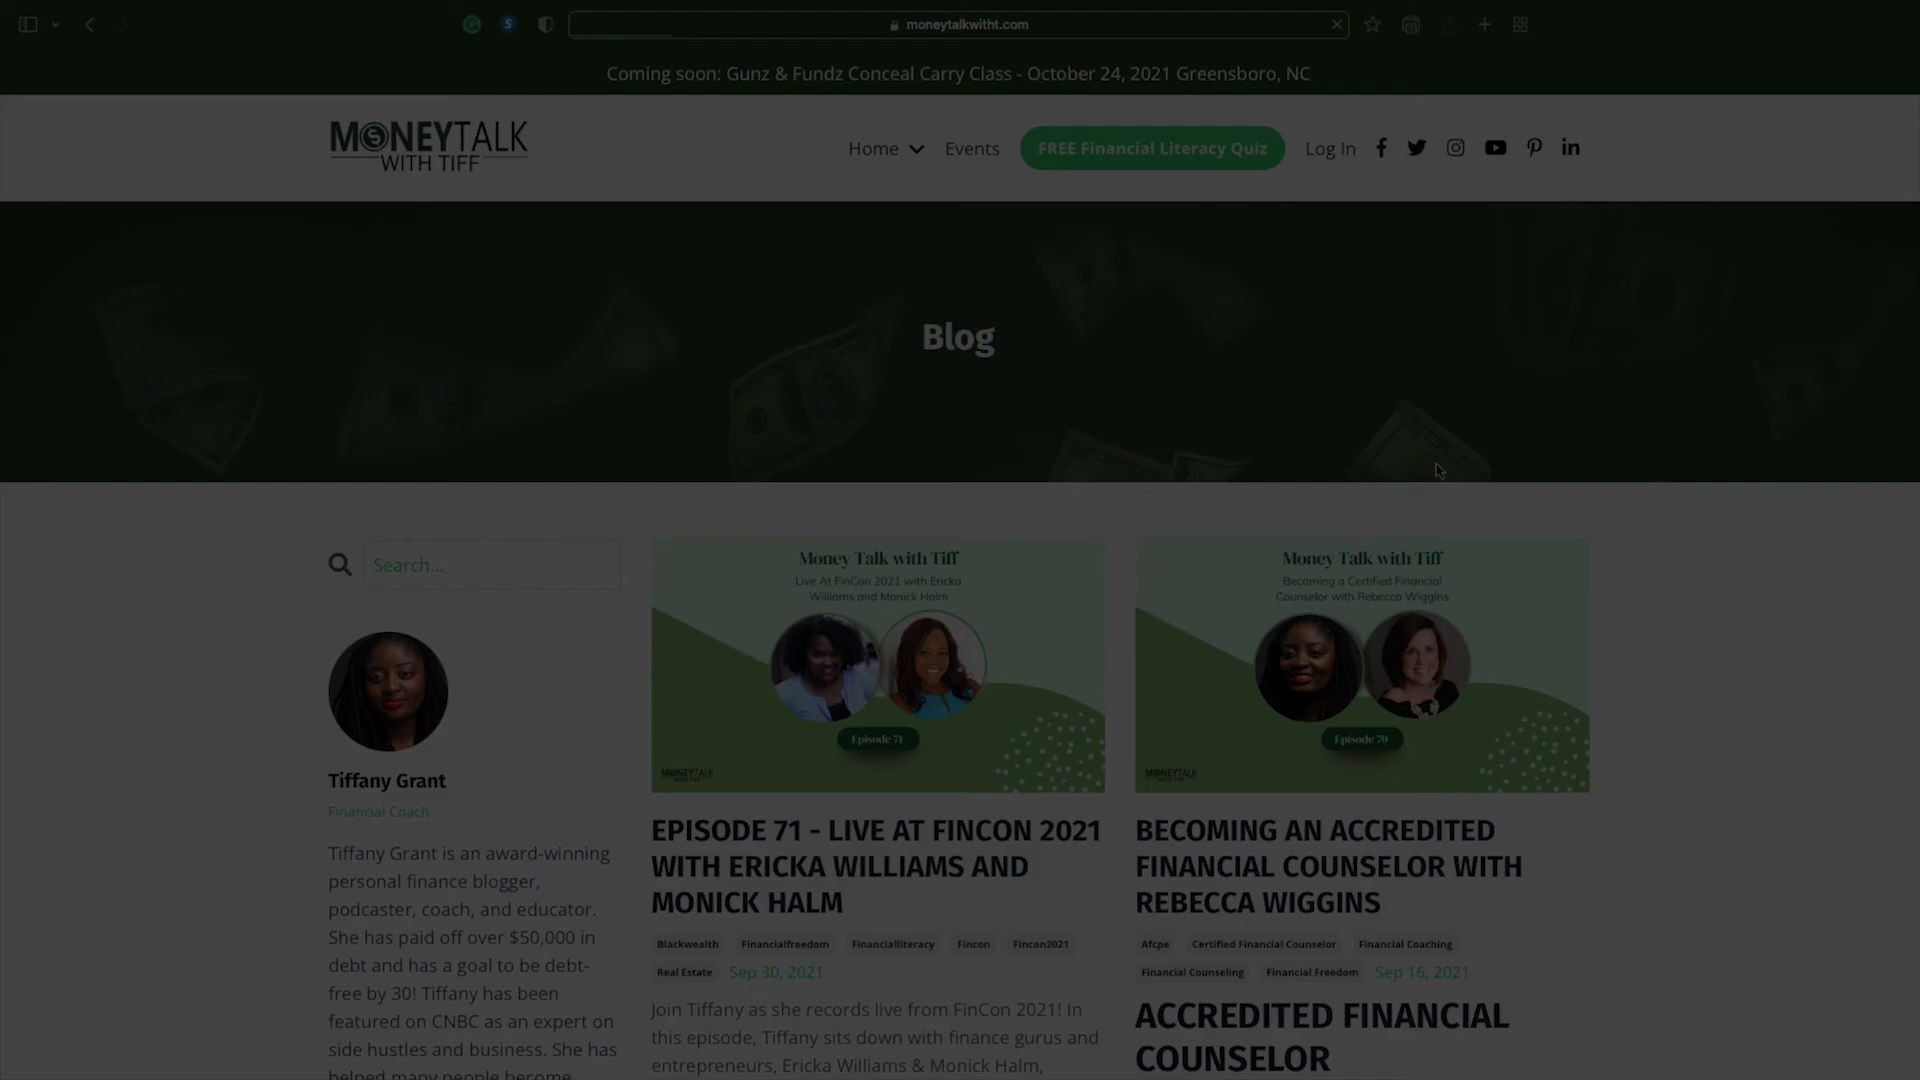 moneytalkwitht.com
Coming soon: Gunz & Fundz Conceal Carry Class - October 24, 2021 Greensboro, NC
MONEYTALK
WITH TIFF
Home
Events
FREE Financial Literacy Quiz
Log In
Blog
Search...
Tiffany Grant
Financial Coach
Tiffany Grant is an award-winning
personal finance blogger,
podcaster, coach, and educator.
She has paid off over $50,000 in
debt and has a goal to be debt-
free by 30! Tiffany has been
featured on CNBC as an expert on
side hustles and business. She has
helped many people become
Money Talk with Tiff
Live At FinCon 2021 with Ericka
Williams and Monick Halm
Episode 71
MONEYTALK
EPISODE 71 - LIVE AT FINCON 2021
WITH ERICKA WILLIAMS AND
MONICK HALM
Blackwealth Financialfreedom Financialliteracy Fincon Fincon2021
Real Estate Sep 30, 2021
Join Tiffany as she records live from FinCon 2021! In
this episode, Tiffany sits down with finance gurus and
entrepreneurs, Ericka Williams & Monick Halm,
Money Talk with Tiff
Becoming a Certified Financial
Counselor with Rebecca Wiggins
Episode 70
MONEYTALK
BECOMING AN ACCREDITED
FINANCIAL COUNSELOR WITH
REBECCA WIGGINS
Afcpe Certified Financial Counselor Financial Coaching
Financial Counseling Financial Freedom Sep 16, 2021
ACCREDITED FINANCIAL
COUNSELOR